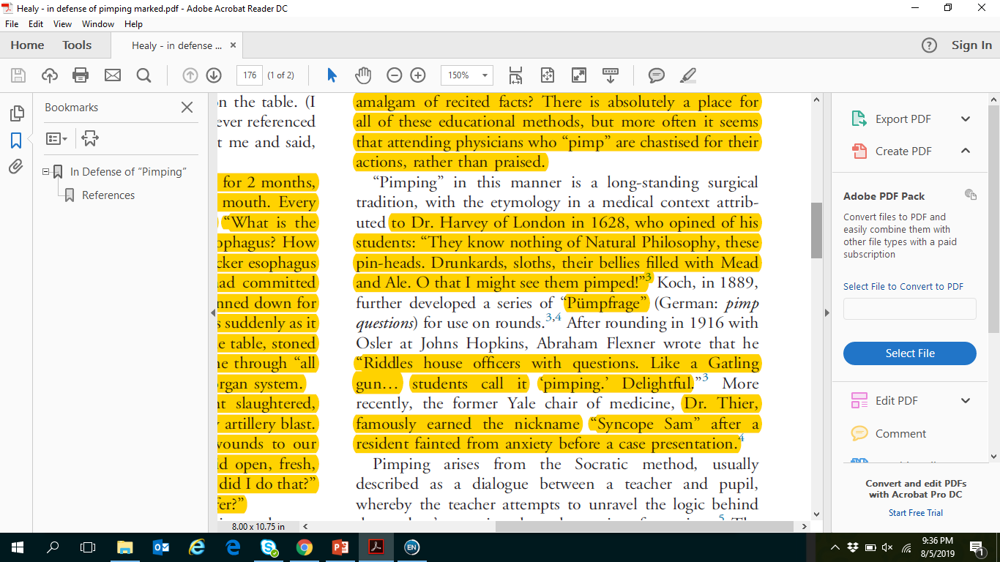 Healy - in defense of pimping marked.pdf - Adobe Acrobat Reader DC
File Edit View Window Help
Home Tools Healy - in defense ... × Sign In
176 (1 of 2) 150%
Bookmarks
In Defense of “Pimping”
References
n the table. (I
ever referenced
t me and said,
for 2 months,
mouth. Every
“What is the
ophagus? How
cker esophagus
ad committed
nned down for
s suddenly as it
e table, stoned
ne through “all
organ system.
nt slaughtered,
artillery blast.
wounds to our
d open, fresh,
did I do that?”
fer?”
amalgam of recited facts? There is absolutely a place for
all of these educational methods, but more often it seems
that attending physicians who “pimp” are chastised for their
actions, rather than praised.
“Pimping” in this manner is a long-standing surgical
tradition, with the etymology in a medical context attrib-
uted to Dr. Harvey of London in 1628, who opined of his
students: “They know nothing of Natural Philosophy, these
pin-heads. Drunkards, sloths, their bellies filled with Mead
and Ale. O that I might see them pimped!”3 Koch, in 1889,
further developed a series of “Pümpfrage” (German: pimp
questions) for use on rounds.3,4 After rounding in 1916 with
Osler at Johns Hopkins, Abraham Flexner wrote that he
“Riddles house officers with questions. Like a Gatling
gun… students call it ‘pimping.’ Delightful.”3 More
recently, the former Yale chair of medicine, Dr. Thier,
famously earned the nickname “Syncope Sam” after a
resident fainted from anxiety before a case presentation.4
Pimping arises from the Socratic method, usually
described as a dialogue between a teacher and pupil,
whereby the teacher attempts to unravel the logic behind
8.00 x 10.75 in
Export PDF
Create PDF
Adobe PDF Pack
Convert files to PDF and
easily combine them with
other file types with a paid
subscription
Select File to Convert to PDF
Select File
Edit PDF
Comment
Convert and edit PDFs
with Acrobat Pro DC
Start Free Trial
EN
9:36 PM
8/5/2019
1